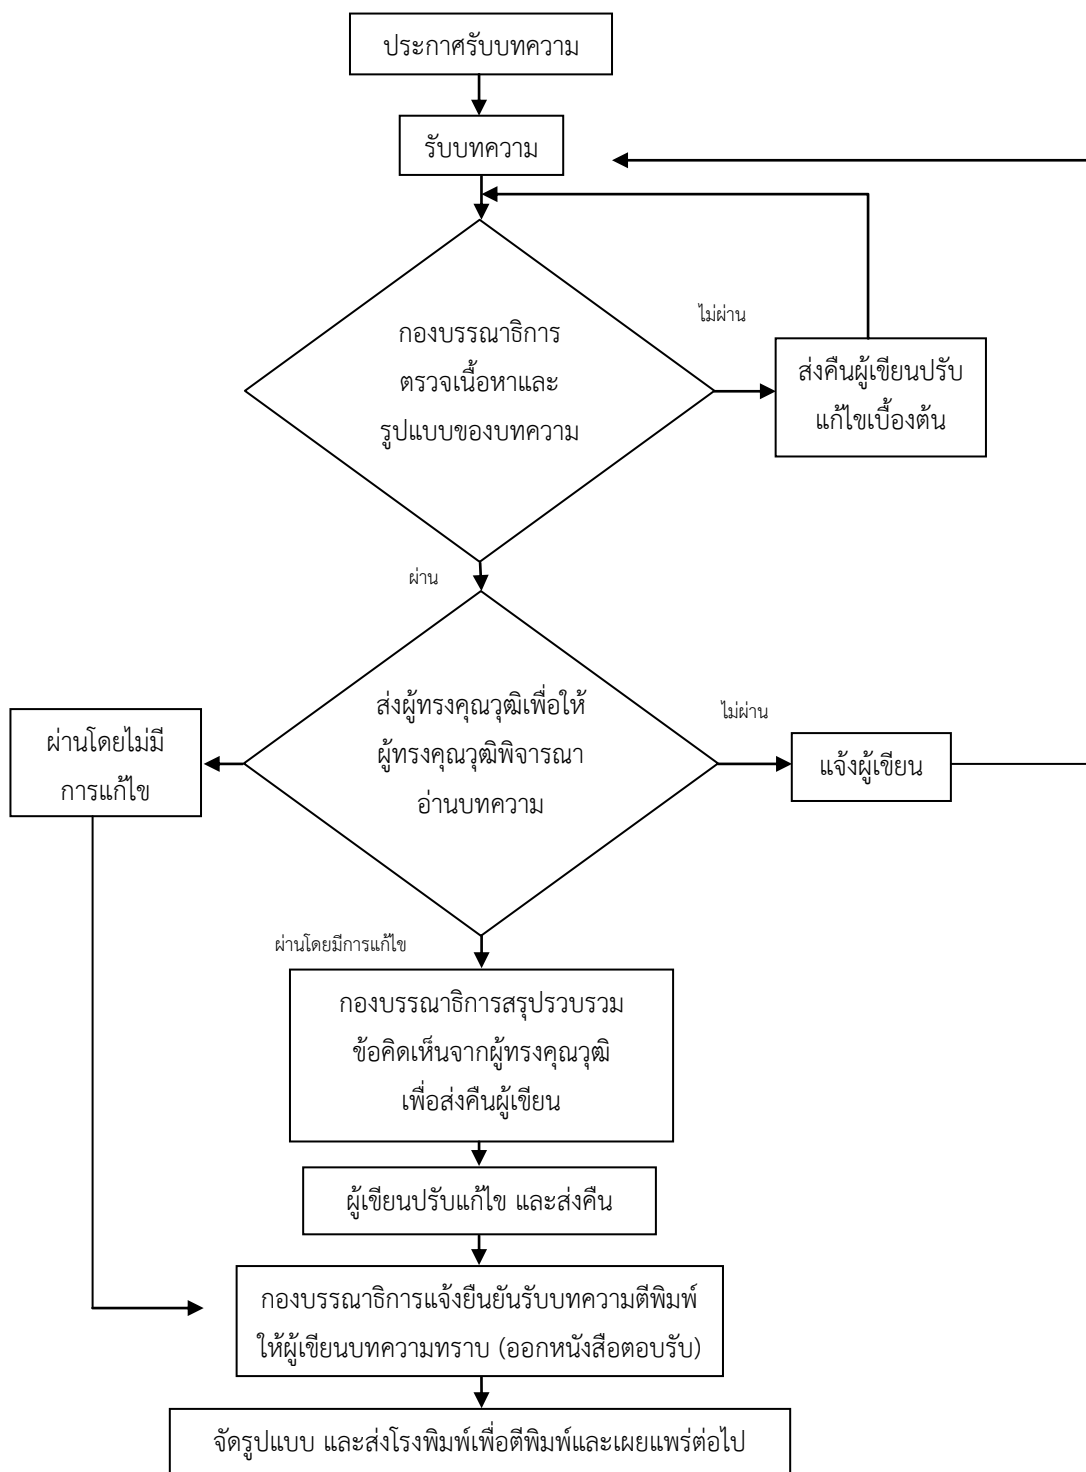 ประกาศรับบทความ
รับบทความ
กองบรรณาธิการ
ตรวจเนื้อหาและ
รูปแบบของบทความ
ไม่ผ่าน
ส่งคืนผู้เขียนปรับ
แก้ไขเบื้องต้น
ผ่าน
ส่งผู้ทรงคุณวุฒิเพื่อให้
ผู้ทรงคุณวุฒิพิจารณา
อ่านบทความ
ไม่ผ่าน
แจ้งผู้เขียน
ผ่านโดยไม่มี
การแก้ไข
ผ่านโดยมีการแก้ไข
กองบรรณาธิการสรุปรวบรวม
ข้อคิดเห็นจากผู้ทรงคุณวุฒิ
เพื่อส่งคืนผู้เขียน
ผู้เขียนปรับแก้ไข และส่งคืน
กองบรรณาธิการแจ้งยืนยันรับบทความตีพิมพ์
ให้ผู้เขียนบทความทราบ (ออกหนังสือตอบรับ)
จัดรูปแบบ และส่งโรงพิมพ์เพื่อตีพิมพ์และเผยแพร่ต่อไป